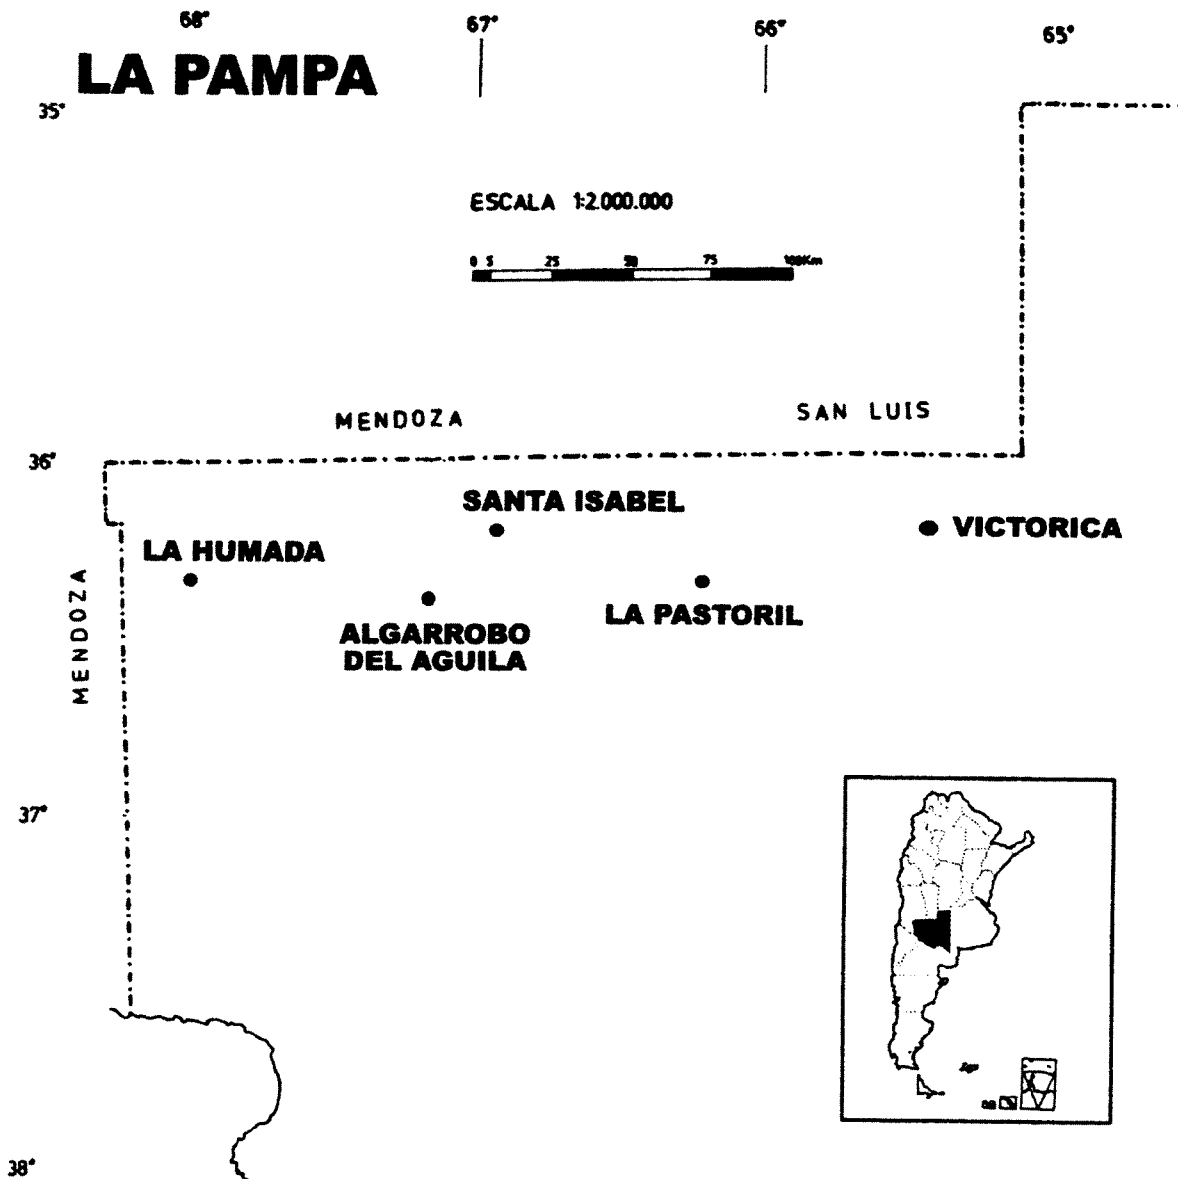 68° 67° 66° 65°
LA PAMPA
35°
ESCALA 1:2.000.000
0 5 25 50 75 100Km
MENDOZA SAN LUIS
36°
SANTA ISABEL
VICTORICA
LA HUMADA
MENDOZA
LA PASTORIL
ALGARROBO
DEL AGUILA
37°
38°